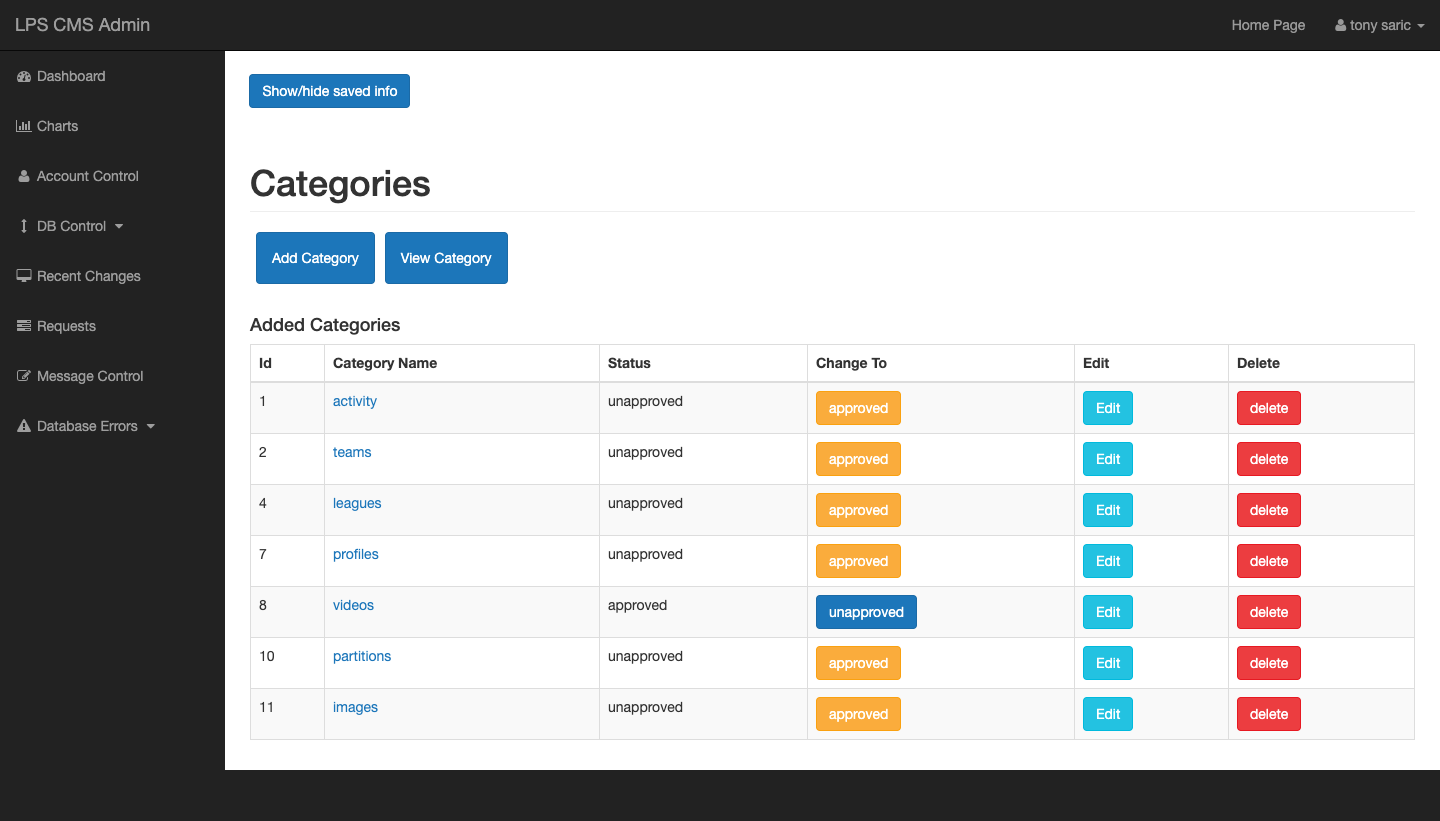 LPS CMS Admin
Home Page
tony saric
Dashboard
Charts
Account Control
DB Control
Recent Changes
Requests
Message Control
Database Errors
Show/hide saved info
Categories
Add Category View Category
Added Categories
Id Category Name Status Change To Edit Delete
1 activity unapproved approved Edit delete
2 teams unapproved approved Edit delete
4 leagues unapproved approved Edit delete
7 profiles unapproved approved Edit delete
8 videos approved unapproved Edit delete
10 partitions unapproved approved Edit delete
11 images unapproved approved Edit delete